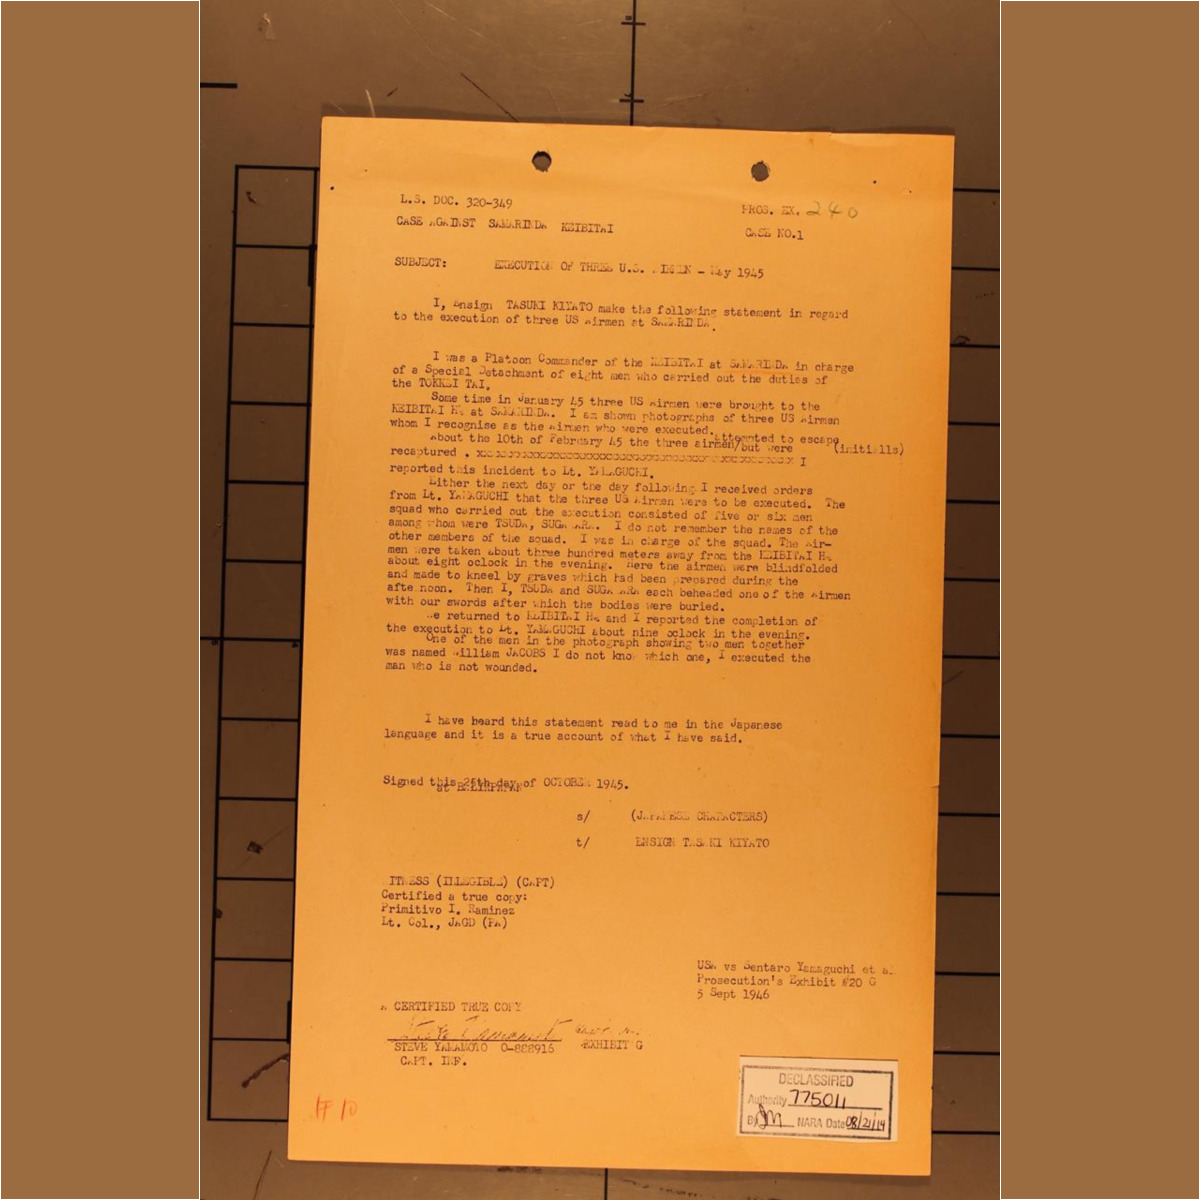 L.S. DOC. 320-349
PROS. EX. 240
CASE AGAINST SAMARINDA KEIBITAI
CASE NO.1
SUBJECT: EXECUTION OF THREE U.S. AIRMEN - May 1945
I, Ensign TASUKI KIYATO make the following statement in regard
to the execution of three US Airmen at SAMARINDA.
I was a Platoon Commander of the KEIBITAI at SAMARINDA in charge
of a Special Detachment of eight men who carried out the duties of
the TOKKEI TAI.
Some time in January 45 three US Airmen were brought to the
KEIBITAI HQ at SAMARINDA. I am shown photographs of three US Airmen
whom I recognise as the Airmen who were executed.
About the 10th of February 45 the three airmen/attempted to escape but were (initialls)
recaptured . xxxxxxxxxxxxxxxxxxxxxxxxxxxxxxxxxxxxxxxxxxxxxx I
reported this incident to Lt. YAMAGUCHI.
Either the next day or the day following I received orders
from Lt. YAMAGUCHI that the three US Airmen were to be executed. The
squad who carried out the execution consisted of five or six men
among whom were TSUDA, SUGAWARA. I do not remember the names of the
other members of the squad. I was in charge of the squad. The Air-
men were taken about three hundred meters away from the KEIBITAI HQ
about eight oclock in the evening. Here the airmen were blindfolded
and made to kneel by graves which had been prepared during the
afternoon. Then I, TSUDA and SUGAWARA each beheaded one of the Airmen
with our swords after which the bodies were buried.
We returned to KEIBITAI HQ and I reported the completion of
the execution to Lt. YAMAGUCHI about nine oclock in the evening.
One of the men in the photograph showing two men together
was named William JACOBS I do not know which one, I executed the
man who is not wounded.
I have heard this statement read to me in the Japanese
language and it is a true account of what I have said.
Signed this day of OCTOBER 1945.
at BALIKPAPAN
s/ (JAPANESE CHARACTERS)
t/ ENSIGN TASUKI KIYATO
WITNESS (ILLEGIBLE) (CAPT)
Certified a true copy:
Primitivo I. Raminez
Lt. Col., JAGD (PA)
USA vs Sentaro Yamaguchi et al
Prosecution's Exhibit #20 G
5 Sept 1946
A CERTIFIED TRUE COPY
STEVE YAMAMOTO 0-888916 EXHIBIT G
CAPT. INF.
DECLASSIFIED
Authority 775011
By NARA Date 08/21/14